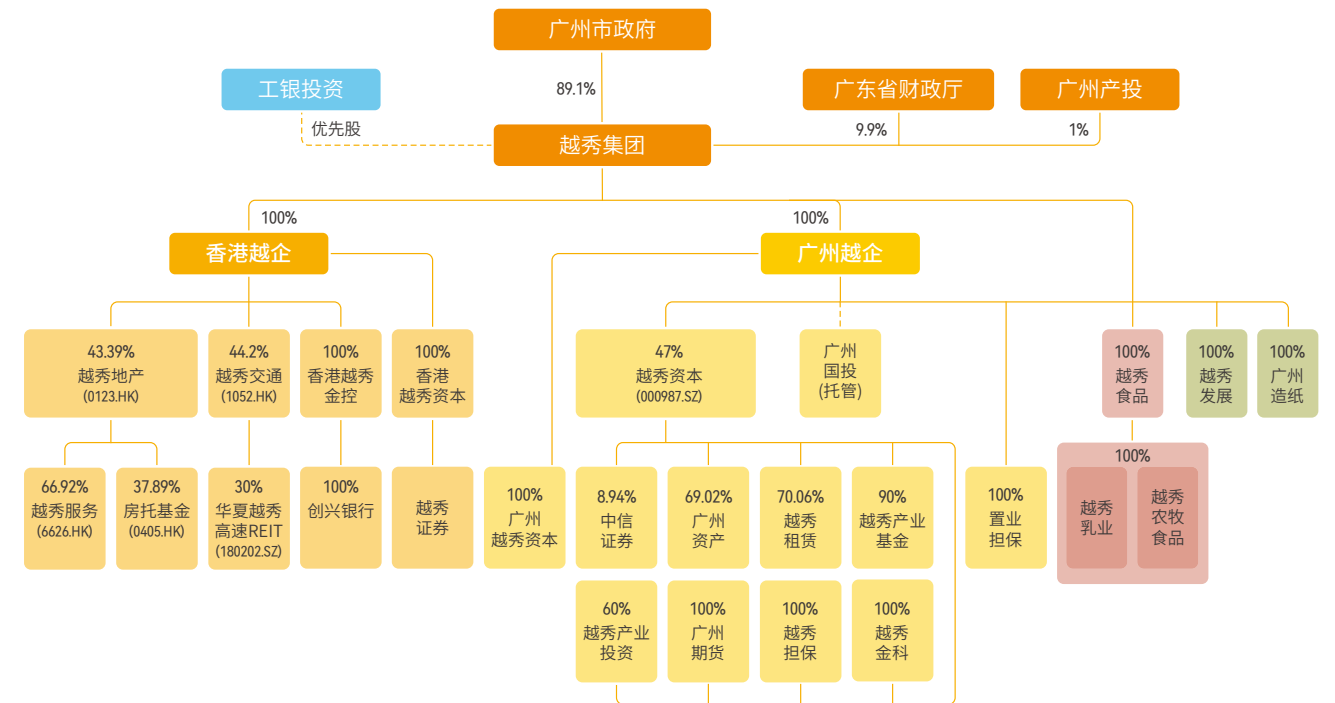 广州市政府
工银投资
89.1%
广东省财政厅
广州产投
优先股
越秀集团
9.9%
1%
100%
100%
香港越企
广州越企
43.39%
越秀地产
(0123.HK)
44.2%
越秀交通
(1052.HK)
100%
香港越秀
金控
100%
香港
越秀资本
47%
越秀资本
(000987.SZ)
广州
国投
(托管)
100%
越秀
食品
100%
越秀
发展
100%
广州
造纸
66.92%
越秀服务
(6626.HK)
37.89%
房托基金
(0405.HK)
30%
华夏越秀
高速REIT
(180202.SZ)
100%
创兴银行
越秀
证券
100%
广州
越秀资本
8.94%
中信
证券
69.02%
广州
资产
70.06%
越秀
租赁
90%
越秀产业
基金
100%
置业
担保
100%
越秀
乳业
越秀
农牧
食品
60%
越秀产业
投资
100%
广州
期货
100%
越秀
担保
100%
越秀
金科